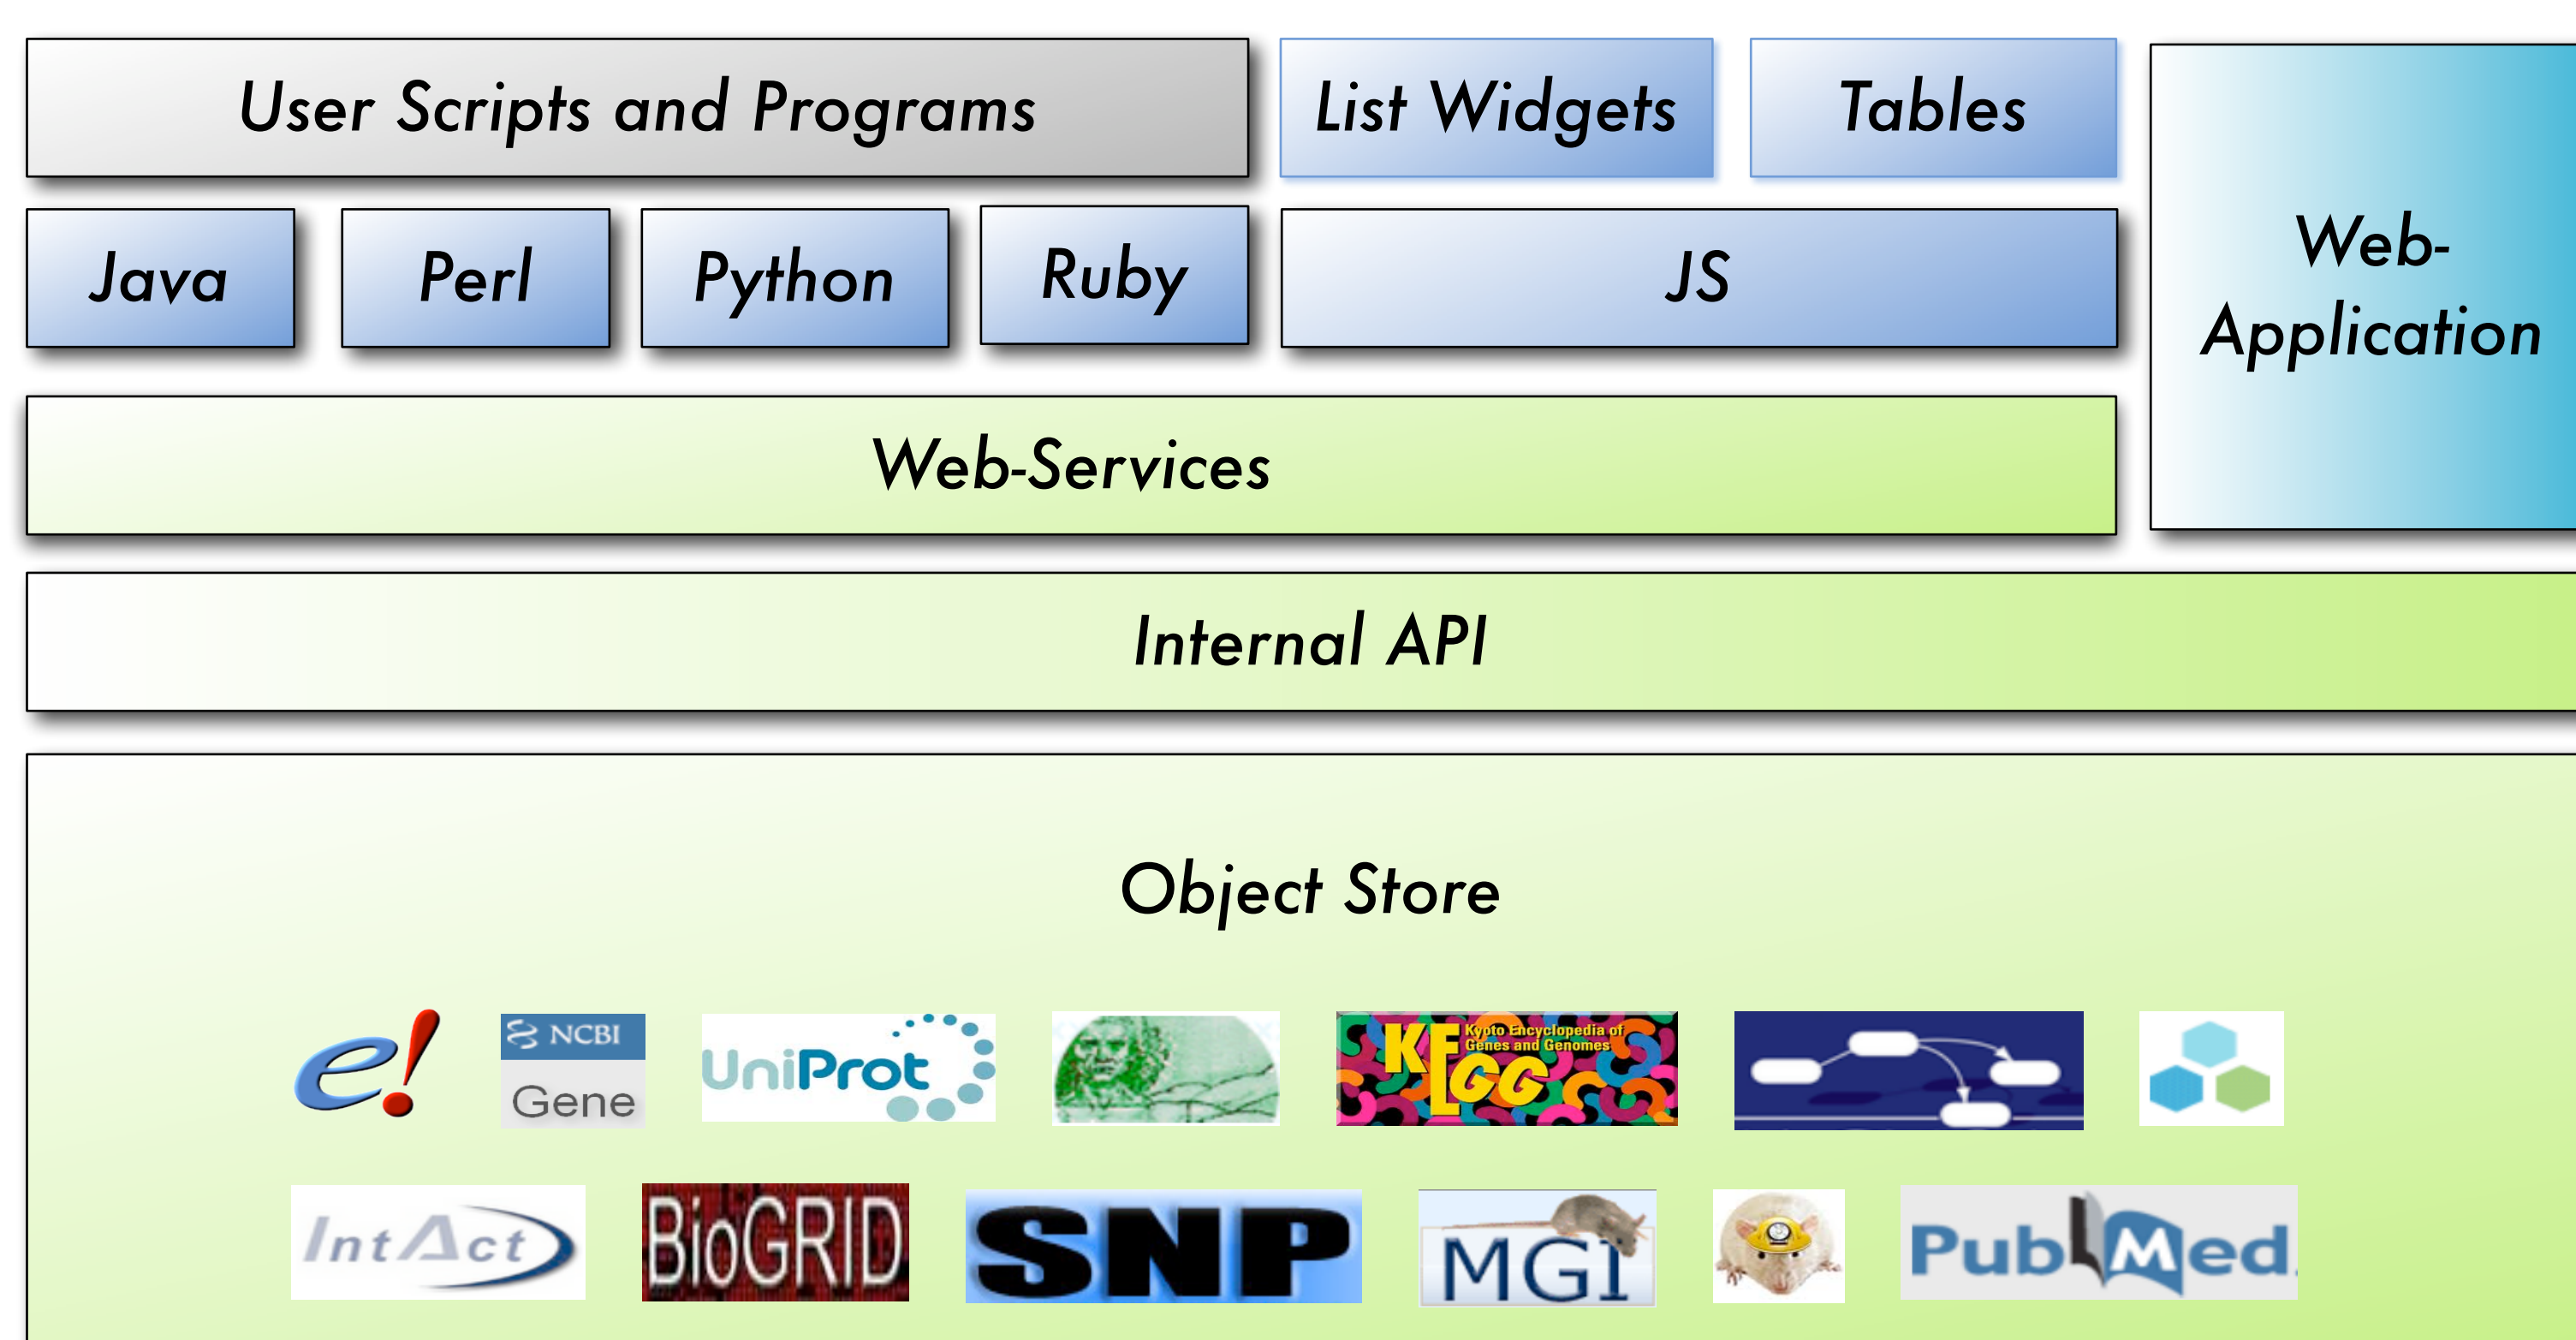 User Scripts and Programs
List Widgets
Tables
Web-
Application
Java
Perl
Python
Ruby
JS
Web-Services
Internal API
Object Store
e!
NCBI
Gene
UniProt
KEGG
Kyoto Encyclopedia of
Genes and Genomes
IntAct
BioGRID
SNP
MGI
PubMed